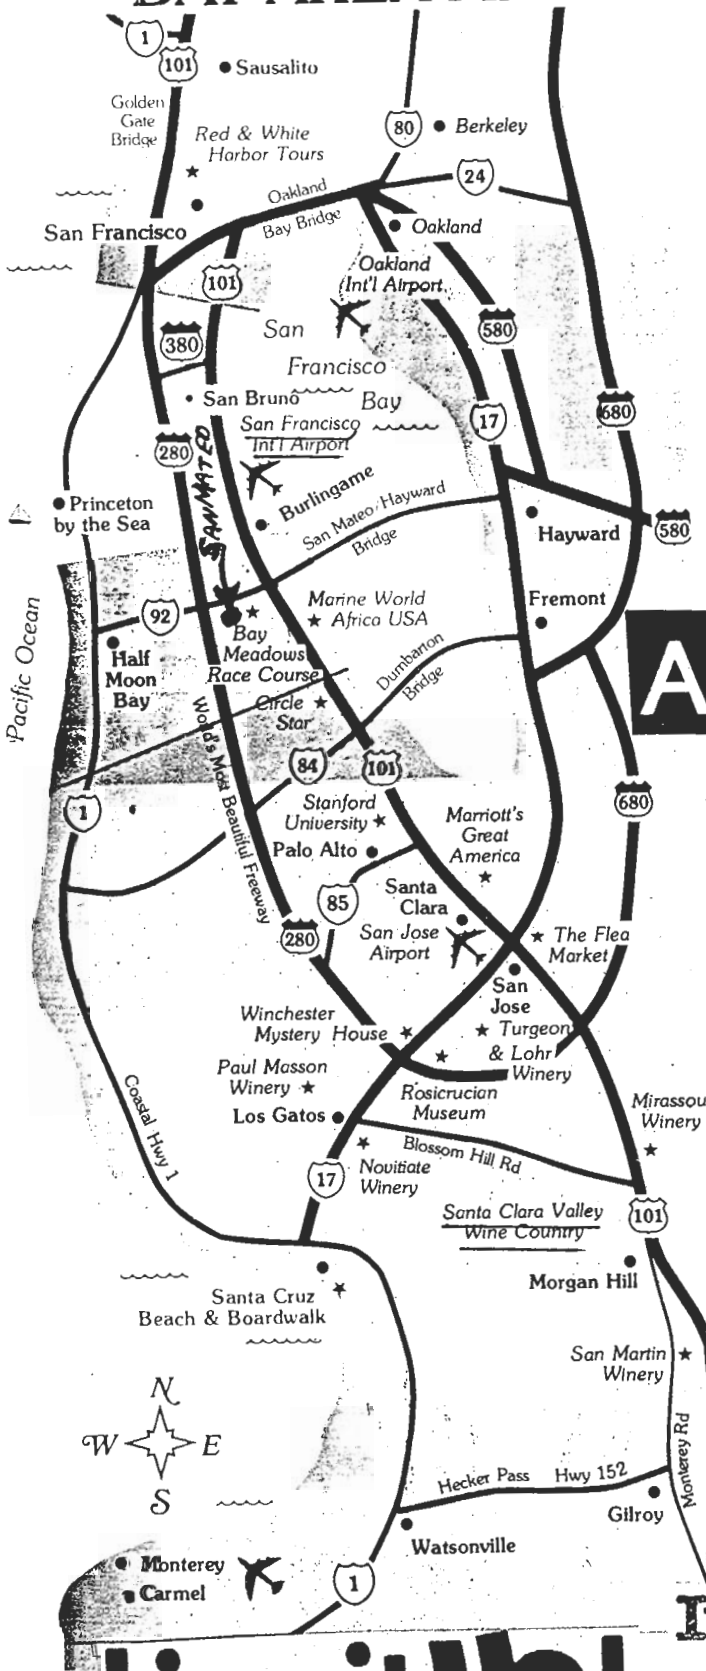 1
101
Sausalito
Golden
Gate
Bridge
80
Berkeley
Red & White
Harbor Tours
24
Oakland
Bay Bridge
San Francisco
Oakland
Oakland
Int'l Airport
101
580
San
Francisco
Bay
380
San Bruno
680
17
San Francisco
Int'l Airport
280
SAN MATEO
Burlingame
Princeton
by the Sea
San Mateo/Hayward
Bridge
Hayward
580
Pacific Ocean
92
Marine World
Africa USA
Fremont
Half
Moon
Bay
Bay
Meadows
Race Course
Dumbarton
Bridge
A
Circle
Star
World's Most Beautiful Freeway
84
101
1
680
Stanford
University
Marriott's
Great
America
Palo Alto
85
Santa
Clara
280
San Jose
Airport
The Flea
Market
San
Jose
Winchester
Mystery House
Turgeon
& Lohr
Winery
Paul Masson
Winery
Rosicrucian
Museum
Mirassou
Winery
Los Gatos
Coastal Hwy 1
Blossom Hill Rd
Novitiate
Winery
17
Santa Clara Valley
Wine Country
101
Morgan Hill
Santa Cruz
Beach & Boardwalk
San Martin
Winery
N
W E
S
Monterey Rd
Hecker Pass Hwy 152
Gilroy
Watsonville
Monterey
Carmel
1